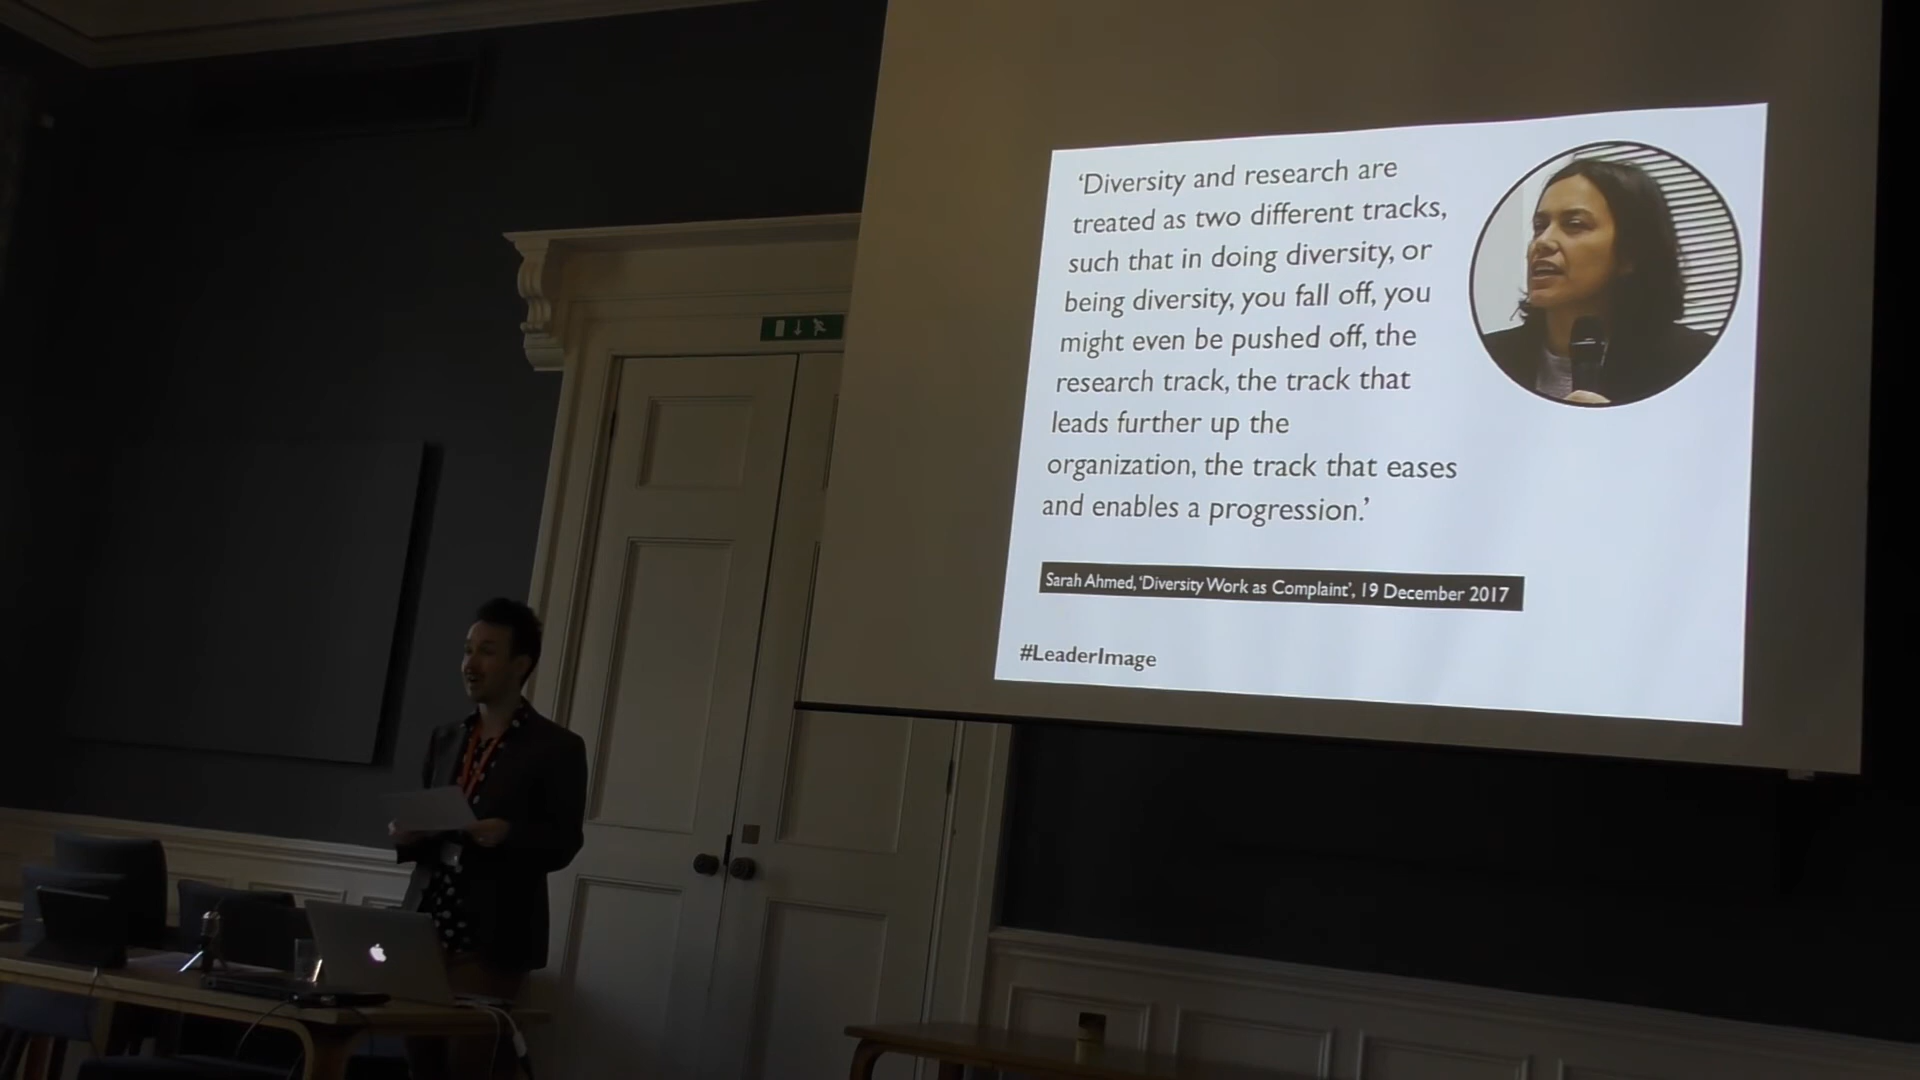 ‘Diversity and research are
treated as two different tracks,
such that in doing diversity, or
being diversity, you fall off, you
might even be pushed off, the
research track, the track that
leads further up the
organization, the track that eases
and enables a progression.’
Sarah Ahmed, ‘Diversity Work as Complaint’, 19 December 2017
#LeaderImage